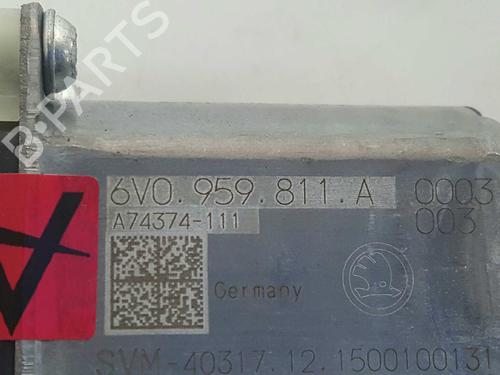 B-PARTS
6V0.959.811.A 0003
A74374-111 003
Germany
SVM-40317.12.1500100131